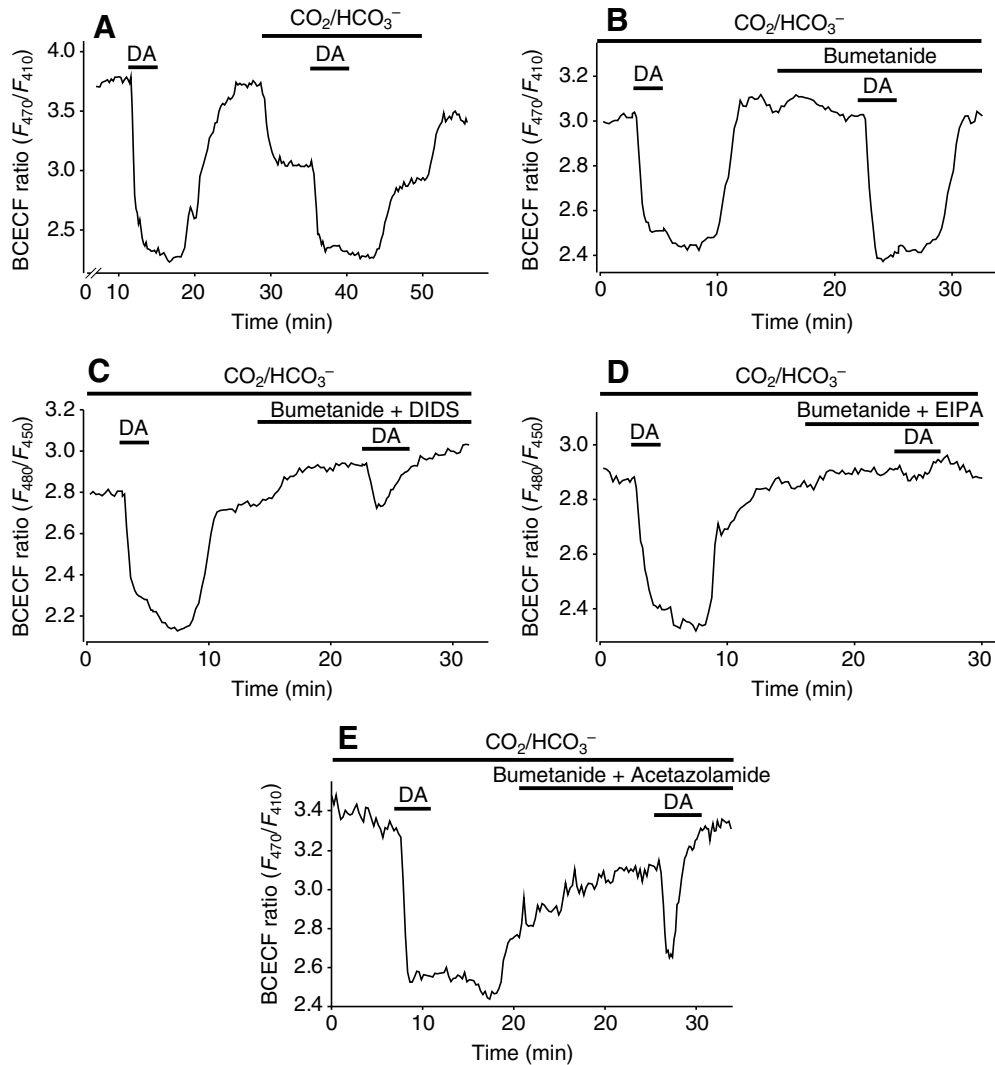 A
CO₂/HCO₃⁻
DA
DA
BCECF ratio (F₄₇₀/F₄₁₀)
4.0
3.5
3.0
2.5
0 10 20 30 40 50
Time (min)
B
CO₂/HCO₃⁻
Bumetanide
DA
DA
BCECF ratio (F₄₇₀/F₄₁₀)
3.2
3.0
2.8
2.6
2.4
0 10 20 30
Time (min)
C
CO₂/HCO₃⁻
Bumetanide + DIDS
DA
DA
BCECF ratio (F₄₈₀/F₄₅₀)
3.2
3.0
2.8
2.6
2.4
2.2
0 10 20 30
Time (min)
D
CO₂/HCO₃⁻
Bumetanide + EIPA
DA
DA
BCECF ratio (F₄₈₀/F₄₅₀)
3.0
2.8
2.6
2.4
0 10 20 30
Time (min)
E
CO₂/HCO₃⁻
Bumetanide + Acetazolamide
DA
DA
BCECF ratio (F₄₇₀/F₄₁₀)
3.4
3.2
3.0
2.8
2.6
2.4
0 10 20 20 30
Time (min)